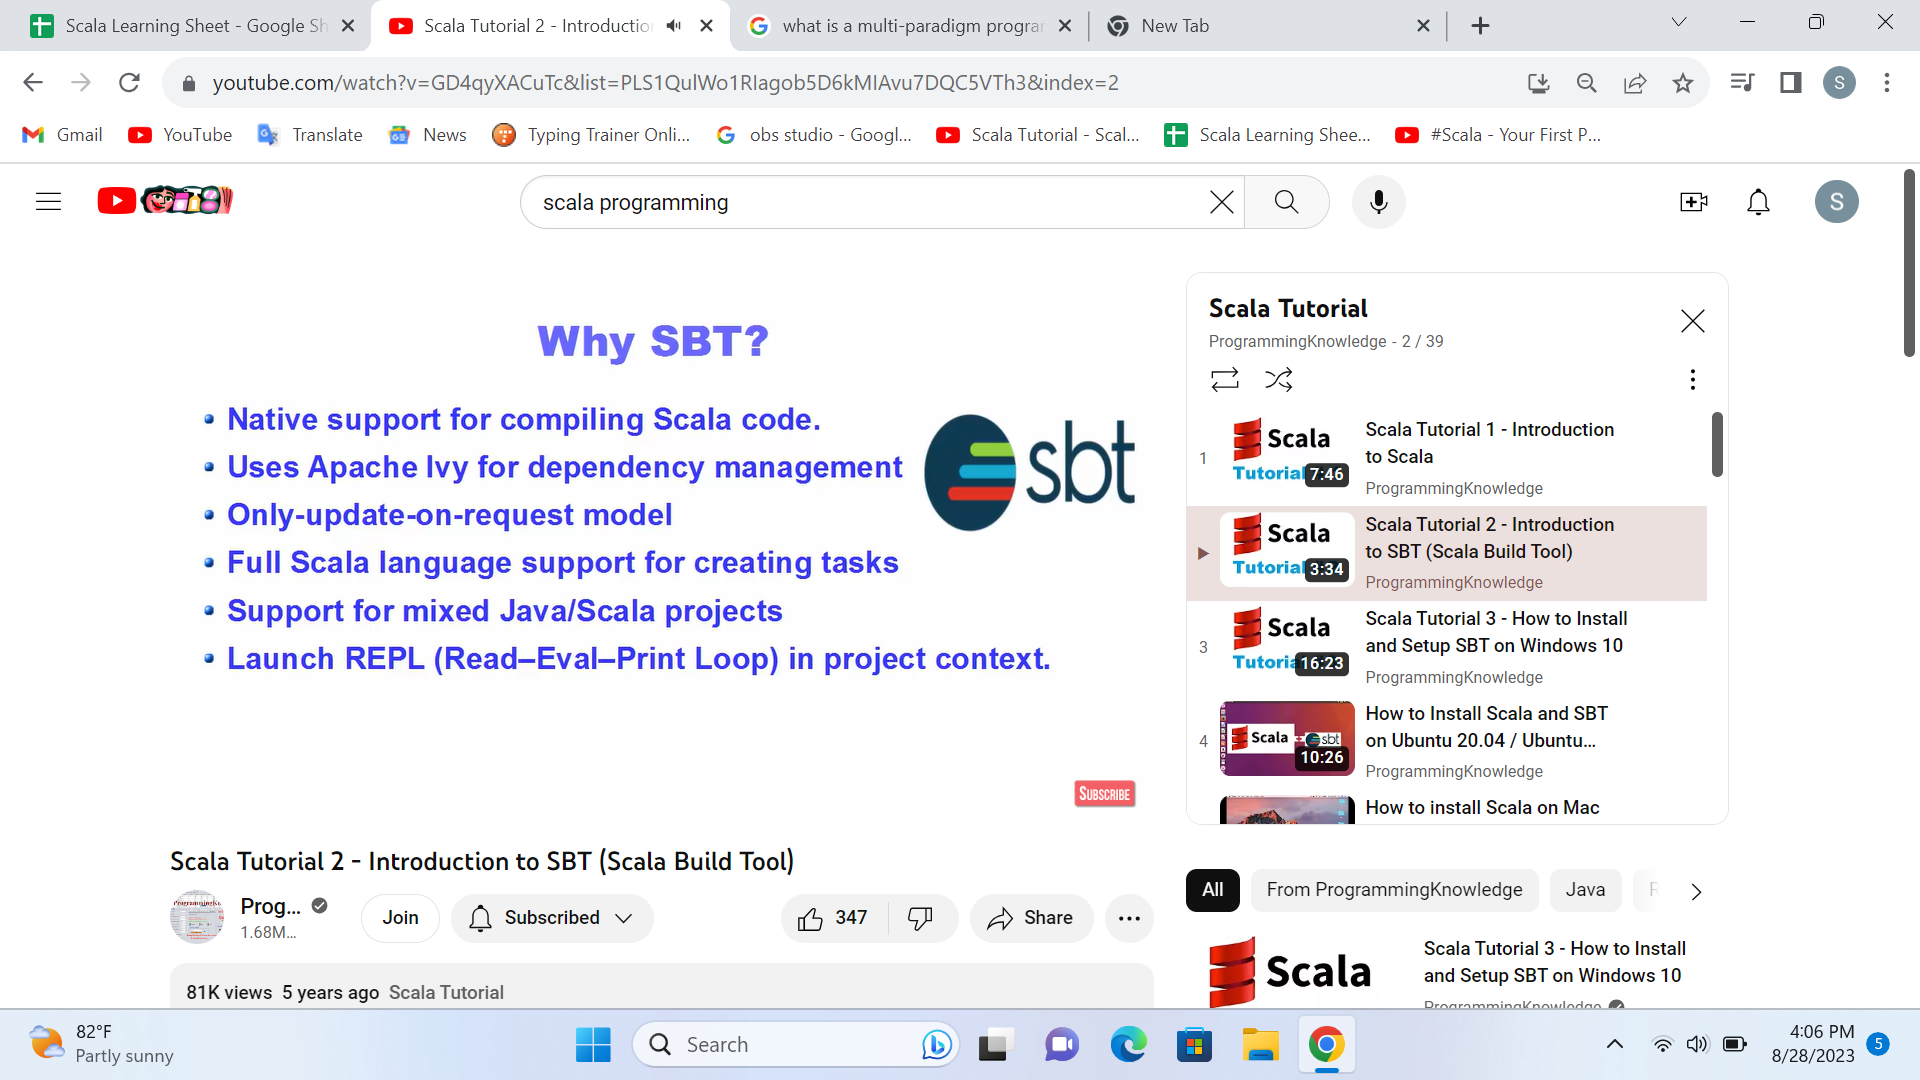 Scala Learning Sheet - Google Sh
Scala Tutorial 2 - Introduction
what is a multi-paradigm progra
New Tab
youtube.com/watch?v=GD4qyXACuTc&list=PLS1QulWo1RIagob5D6kMIAvu7DQC5VTh3&index=2
S
Gmail
YouTube
Translate
News
Typing Trainer Onli...
obs studio - Googl...
Scala Tutorial - Scal...
Scala Learning Shee...
#Scala - Your First P...
scala programming
S
Why SBT?
Native support for compiling Scala code.
Uses Apache Ivy for dependency management
Only-update-on-request model
Full Scala language support for creating tasks
Support for mixed Java/Scala projects
Launch REPL (Read–Eval–Print Loop) in project context.
sbt
SUBSCRIBE
Scala Tutorial
ProgrammingKnowledge - 2 / 39
1
Scala
Tutorial
7:46
Scala Tutorial 1 - Introduction
to Scala
ProgrammingKnowledge
Scala
Tutorial
3:34
Scala Tutorial 2 - Introduction
to SBT (Scala Build Tool)
ProgrammingKnowledge
3
Scala
Tutoria
16:23
Scala Tutorial 3 - How to Install
and Setup SBT on Windows 10
ProgrammingKnowledge
4
Scala
sbt
10:26
How to Install Scala and SBT
on Ubuntu 20.04 / Ubuntu...
ProgrammingKnowledge
How to install Scala on Mac
Scala Tutorial 2 - Introduction to SBT (Scala Build Tool)
Prog...
1.68M...
Join
Subscribed
347
Share
81K views 5 years ago Scala Tutorial
All
From ProgrammingKnowledge
Java
Scala
Scala Tutorial 3 - How to Install
and Setup SBT on Windows 10
ProgrammingKnowledge
82°F
Partly sunny
Search
4:06 PM
8/28/2023
5